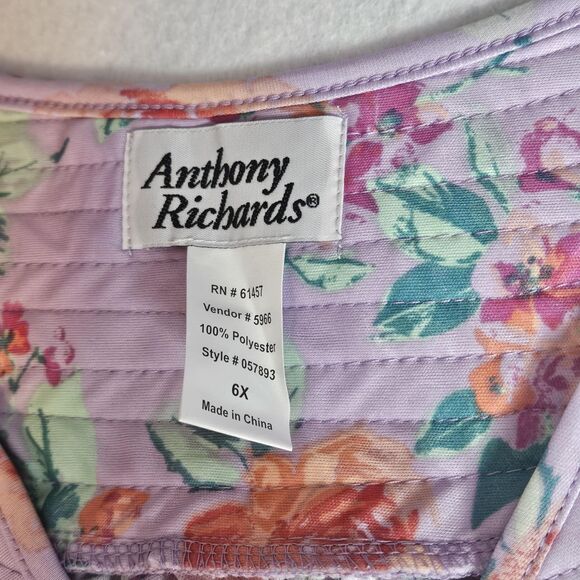 Anthony
Richards®
RN # 61457
Vendor # 5966
100% Polyester
Style # 057893
6X
Made in China